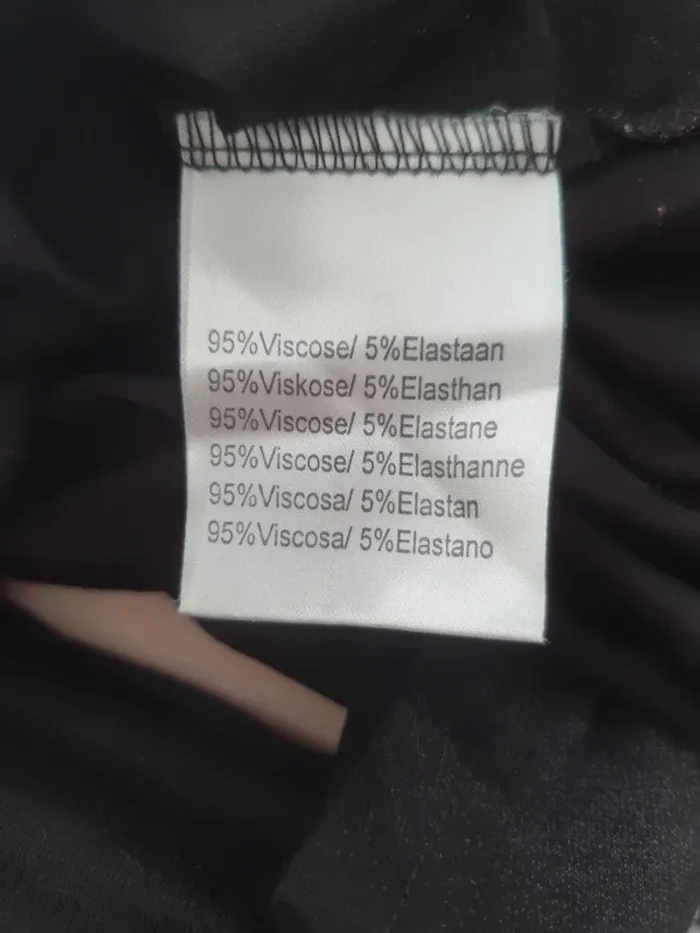 95%Viscose/ 5%Elastaan
95%Viskose/ 5%Elasthan
95%Viscose/ 5%Elastane
95%Viscose/ 5%Elasthanne
95%Viscosa/ 5%Elastan
95%Viscosa/ 5%Elastano